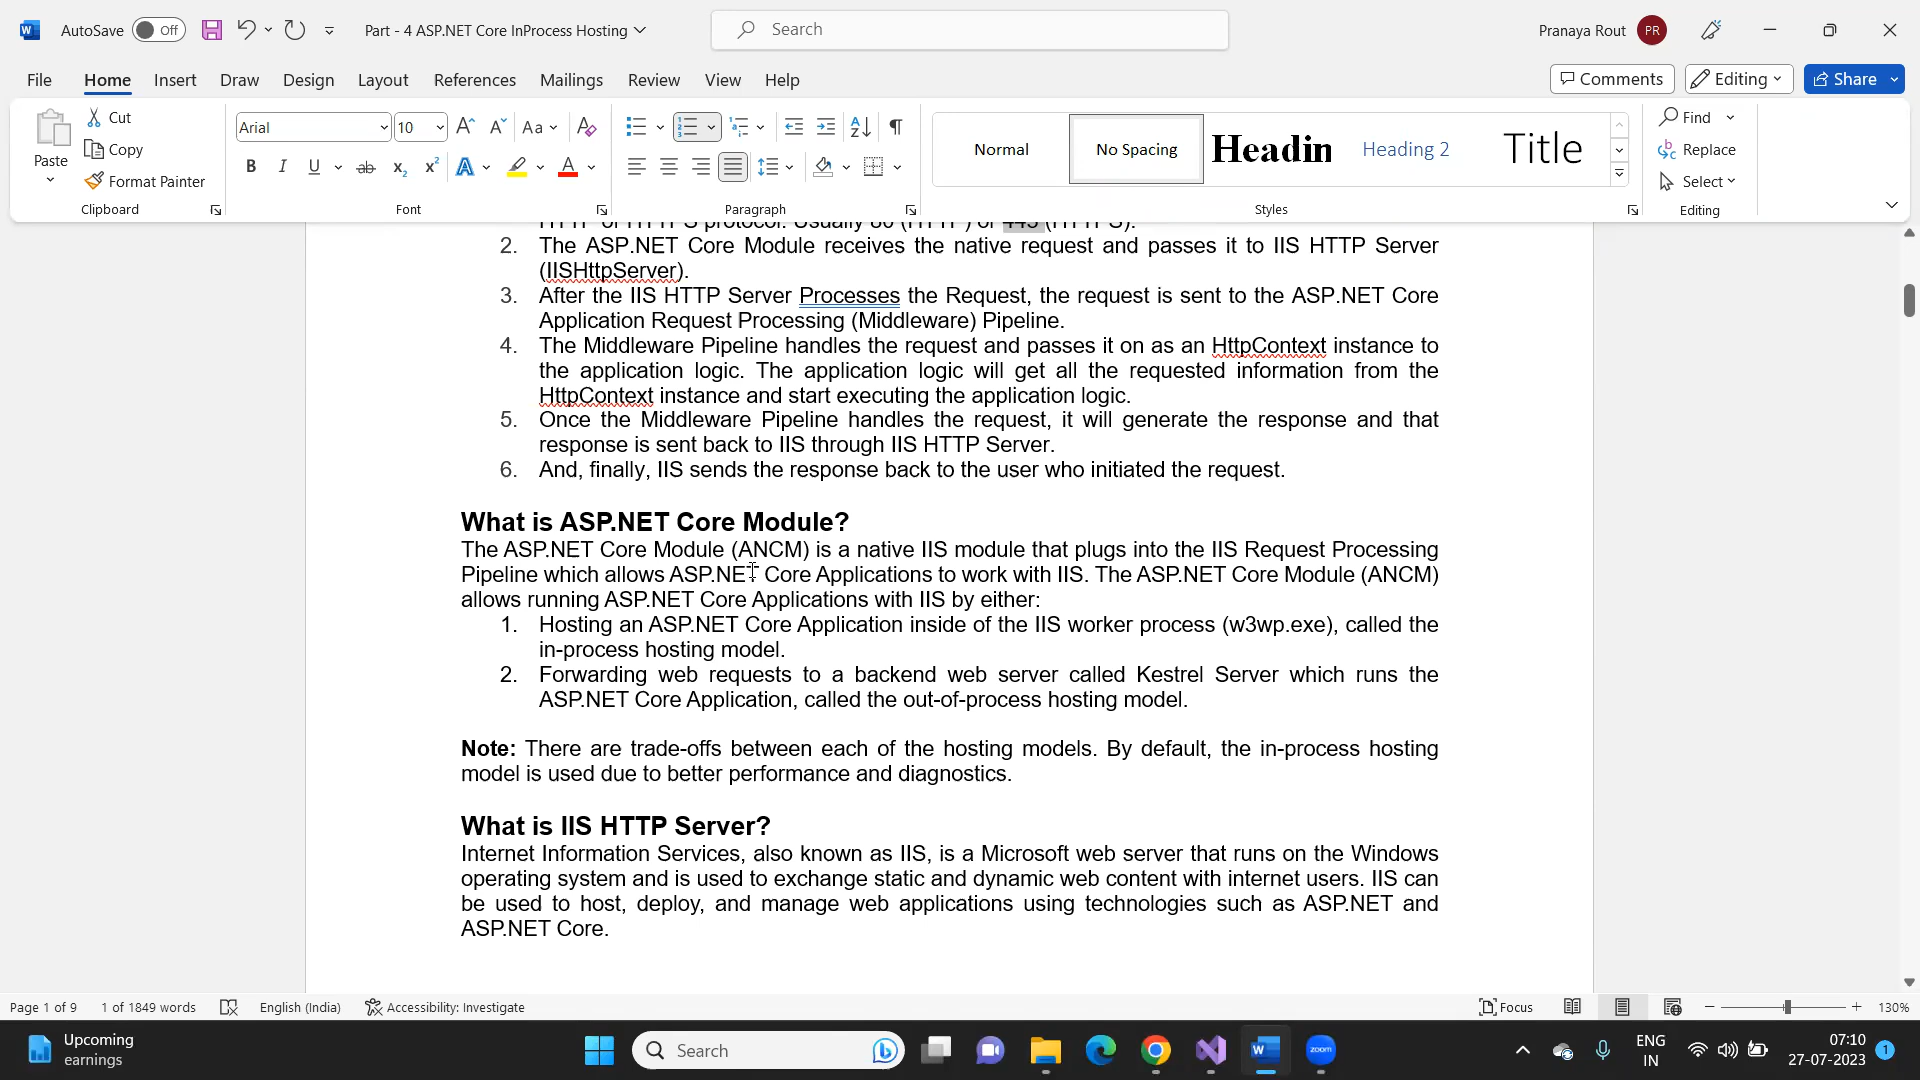 AutoSave Off Part - 4 ASP.NET Core InProcess Hosting Search Pranaya Rout PR
File Home Insert Draw Design Layout References Mailings Review View Help Comments Editing Share
Paste Cut Copy Format Painter
Arial 10 Aa
B I U ab x₂ x² A A
Normal No Spacing Headin Heading 2 Title
Find Replace Select
Clipboard Font Paragraph Styles Editing
HTTP or HTTPS protocol. Usually 80 (HTTP) or 443 (HTTPS).
2. The ASP.NET Core Module receives the native request and passes it to IIS HTTP Server
(IISHttpServer).
3. After the IIS HTTP Server Processes the Request, the request is sent to the ASP.NET Core
Application Request Processing (Middleware) Pipeline.
4. The Middleware Pipeline handles the request and passes it on as an HttpContext instance to
the application logic. The application logic will get all the requested information from the
HttpContext instance and start executing the application logic.
5. Once the Middleware Pipeline handles the request, it will generate the response and that
response is sent back to IIS through IIS HTTP Server.
6. And, finally, IIS sends the response back to the user who initiated the request.
What is ASP.NET Core Module?
The ASP.NET Core Module (ANCM) is a native IIS module that plugs into the IIS Request Processing
Pipeline which allows ASP.NET Core Applications to work with IIS. The ASP.NET Core Module (ANCM)
allows running ASP.NET Core Applications with IIS by either:
1. Hosting an ASP.NET Core Application inside of the IIS worker process (w3wp.exe), called the
in-process hosting model.
2. Forwarding web requests to a backend web server called Kestrel Server which runs the
ASP.NET Core Application, called the out-of-process hosting model.
Note: There are trade-offs between each of the hosting models. By default, the in-process hosting
model is used due to better performance and diagnostics.
What is IIS HTTP Server?
Internet Information Services, also known as IIS, is a Microsoft web server that runs on the Windows
operating system and is used to exchange static and dynamic web content with internet users. IIS can
be used to host, deploy, and manage web applications using technologies such as ASP.NET and
ASP.NET Core.
Page 1 of 9 1 of 1849 words English (India) Accessibility: Investigate Focus 130%
Upcoming
earnings
Search
zoom
ENG
IN
07:10
27-07-2023
1